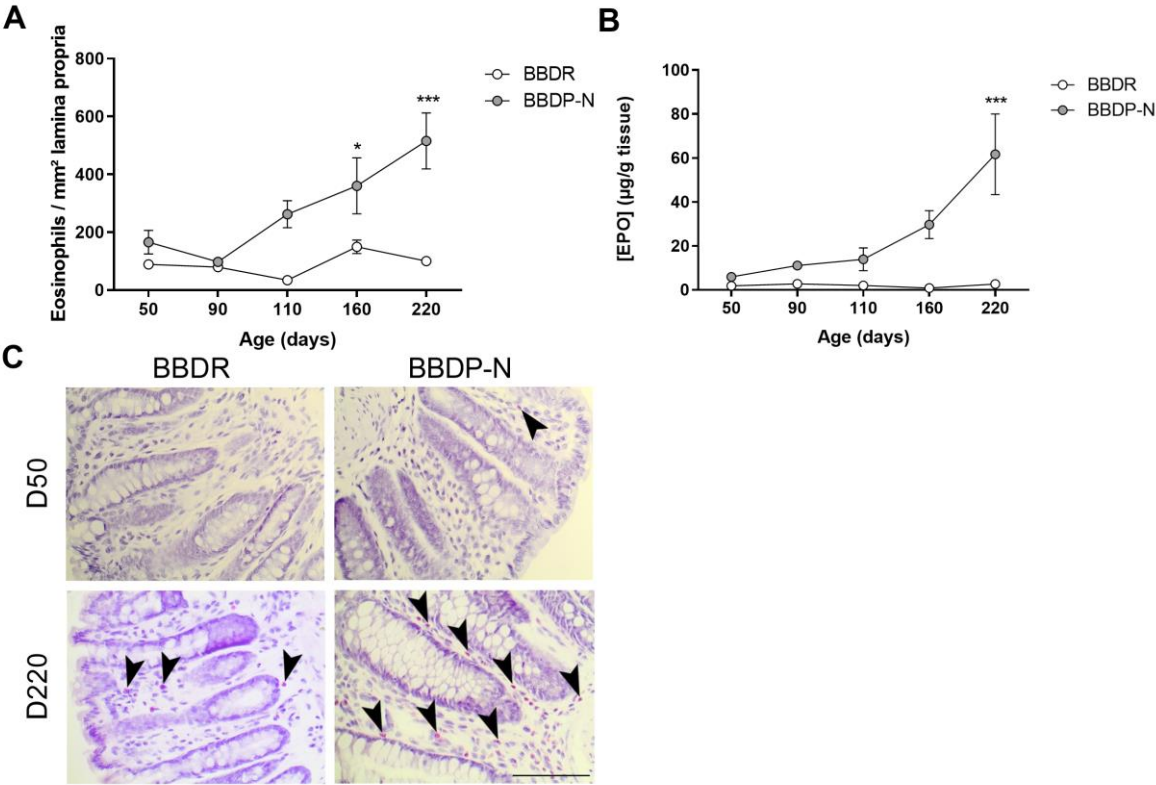 A
Eosinophils / mm² lamina propria
800
600
400
200
0
*
***
50 90 110 160 220
Age (days)
BBDR
BBDP-N
B
[EPO] (µg/g tissue)
100
80
60
40
20
0
***
50 90 110 160 220
Age (days)
BBDR
BBDP-N
C
BBDR BBDP-N
D50
D220